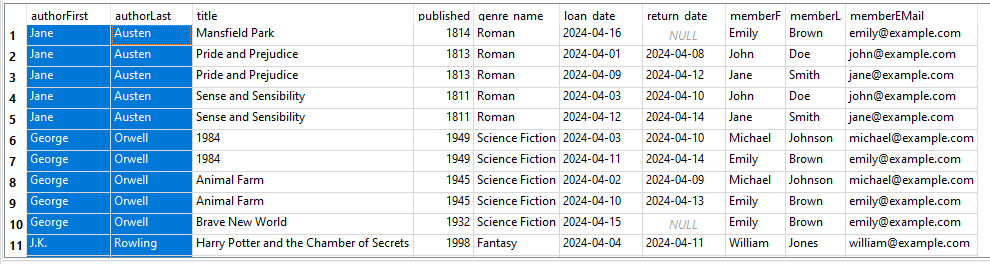 authorFirst authorLast title published genre_name loan_date return_date memberF memberL memberEMail
1 Jane Austen Mansfield Park 1814 Roman 2024-04-16 NULL Emily Brown emily@example.com
2 Jane Austen Pride and Prejudice 1813 Roman 2024-04-01 2024-04-08 John Doe john@example.com
3 Jane Austen Pride and Prejudice 1813 Roman 2024-04-09 2024-04-12 Jane Smith jane@example.com
4 Jane Austen Sense and Sensibility 1811 Roman 2024-04-03 2024-04-10 John Doe john@example.com
5 Jane Austen Sense and Sensibility 1811 Roman 2024-04-12 2024-04-14 Jane Smith jane@example.com
6 George Orwell 1984 1949 Science Fiction 2024-04-03 2024-04-10 Michael Johnson michael@example.com
7 George Orwell 1984 1949 Science Fiction 2024-04-11 2024-04-14 Emily Brown emily@example.com
8 George Orwell Animal Farm 1945 Science Fiction 2024-04-02 2024-04-09 Michael Johnson michael@example.com
9 George Orwell Animal Farm 1945 Science Fiction 2024-04-10 2024-04-13 Emily Brown emily@example.com
10 George Orwell Brave New World 1932 Science Fiction 2024-04-15 NULL Emily Brown emily@example.com
11 J.K. Rowling Harry Potter and the Chamber of Secrets 1998 Fantasy 2024-04-04 2024-04-11 William Jones william@example.com